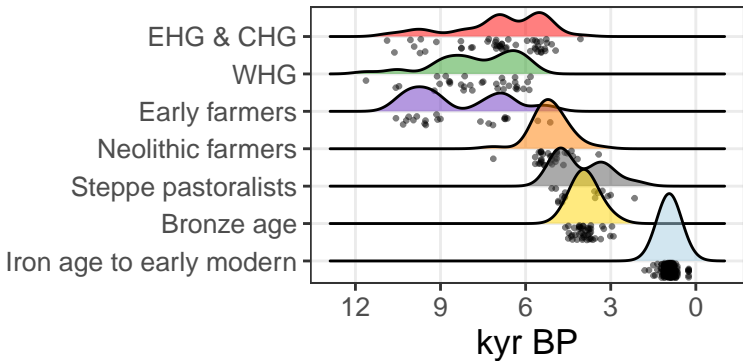 EHG & CHG
WHG
Early farmers
Neolithic farmers
Steppe pastoralists
Bronze age
Iron age to early modern
12 9 6 3 0
kyr BP